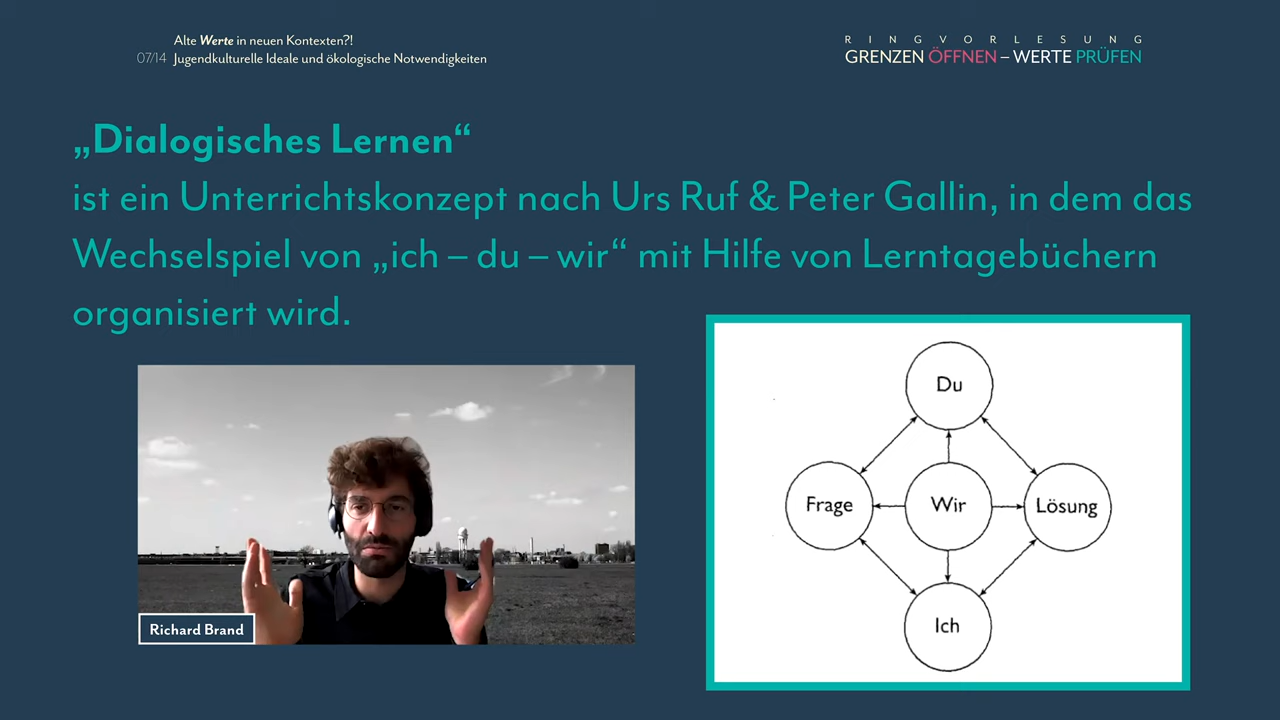 Alte Werte in neuen Kontexten?!
07/14 Jugendkulturelle Ideale und ökologische Notwendigkeiten
RINGVORLESUNG
GRENZEN ÖFFNEN – WERTE PRÜFEN
„Dialogisches Lernen“
ist ein Unterrichtskonzept nach Urs Ruf & Peter Gallin, in dem das
Wechselspiel von „ich – du – wir“ mit Hilfe von Lerntagebüchern
organisiert wird.
Du
Frage
Wir
Lösung
Ich
Richard Brand